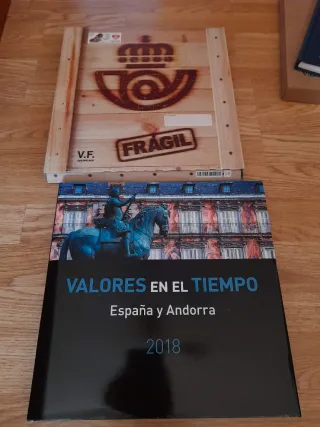 FRÁGIL
V.F.
VALORES EN EL TIEMPO
España y Andorra
2018